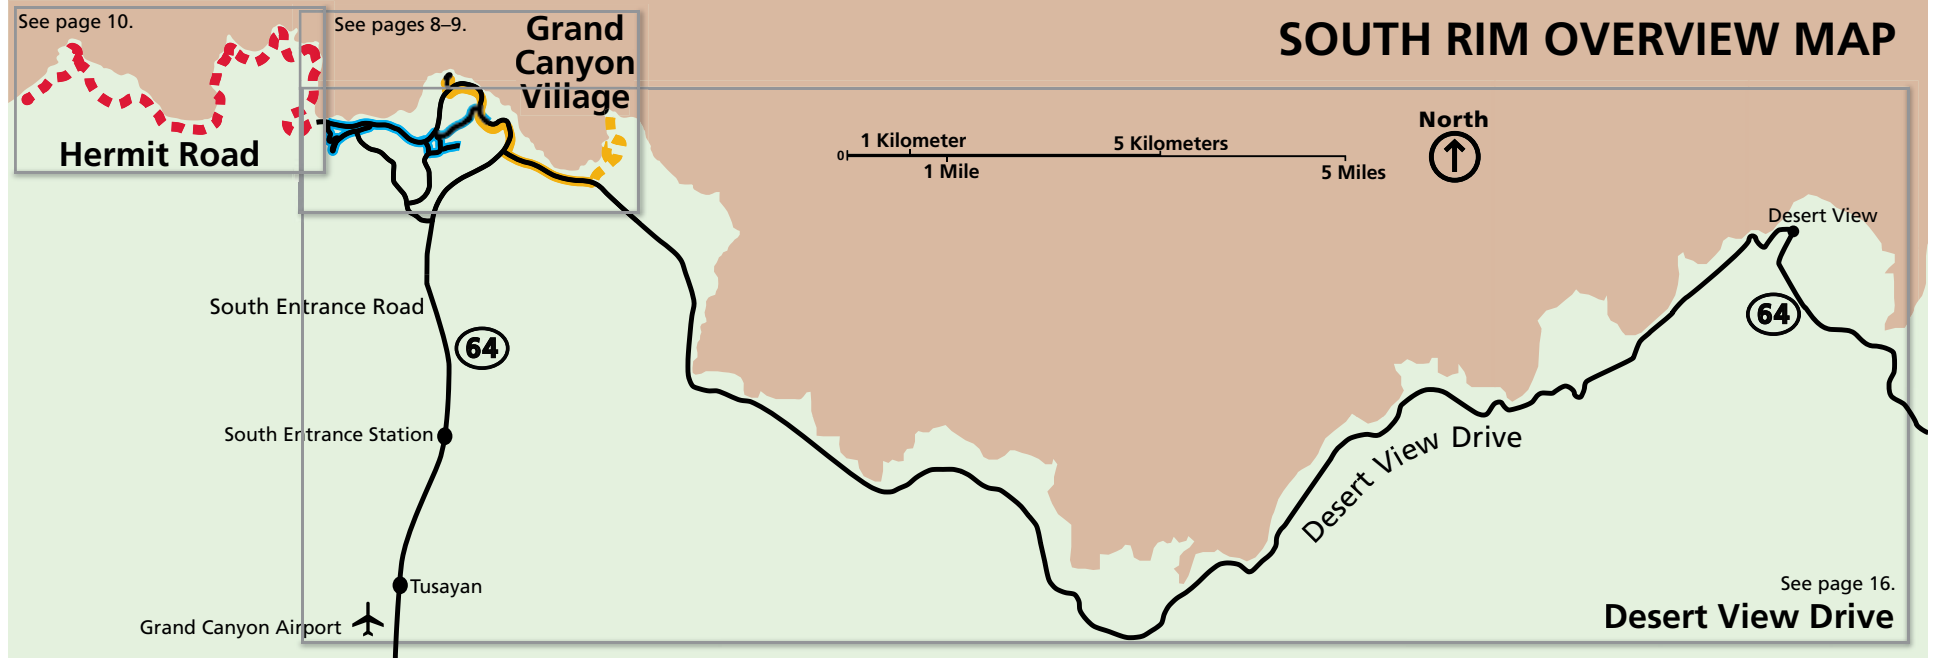 See page 10.
See pages 8–9.
Grand
Canyon
Village
SOUTH RIM OVERVIEW MAP
Hermit Road
North
1 Kilometer
5 Kilometers
0
1 Mile
5 Miles
Desert View
South Entrance Road
64
64
South Entrance Station
Desert View Drive
Tusayan
See page 16.
Grand Canyon Airport
Desert View Drive